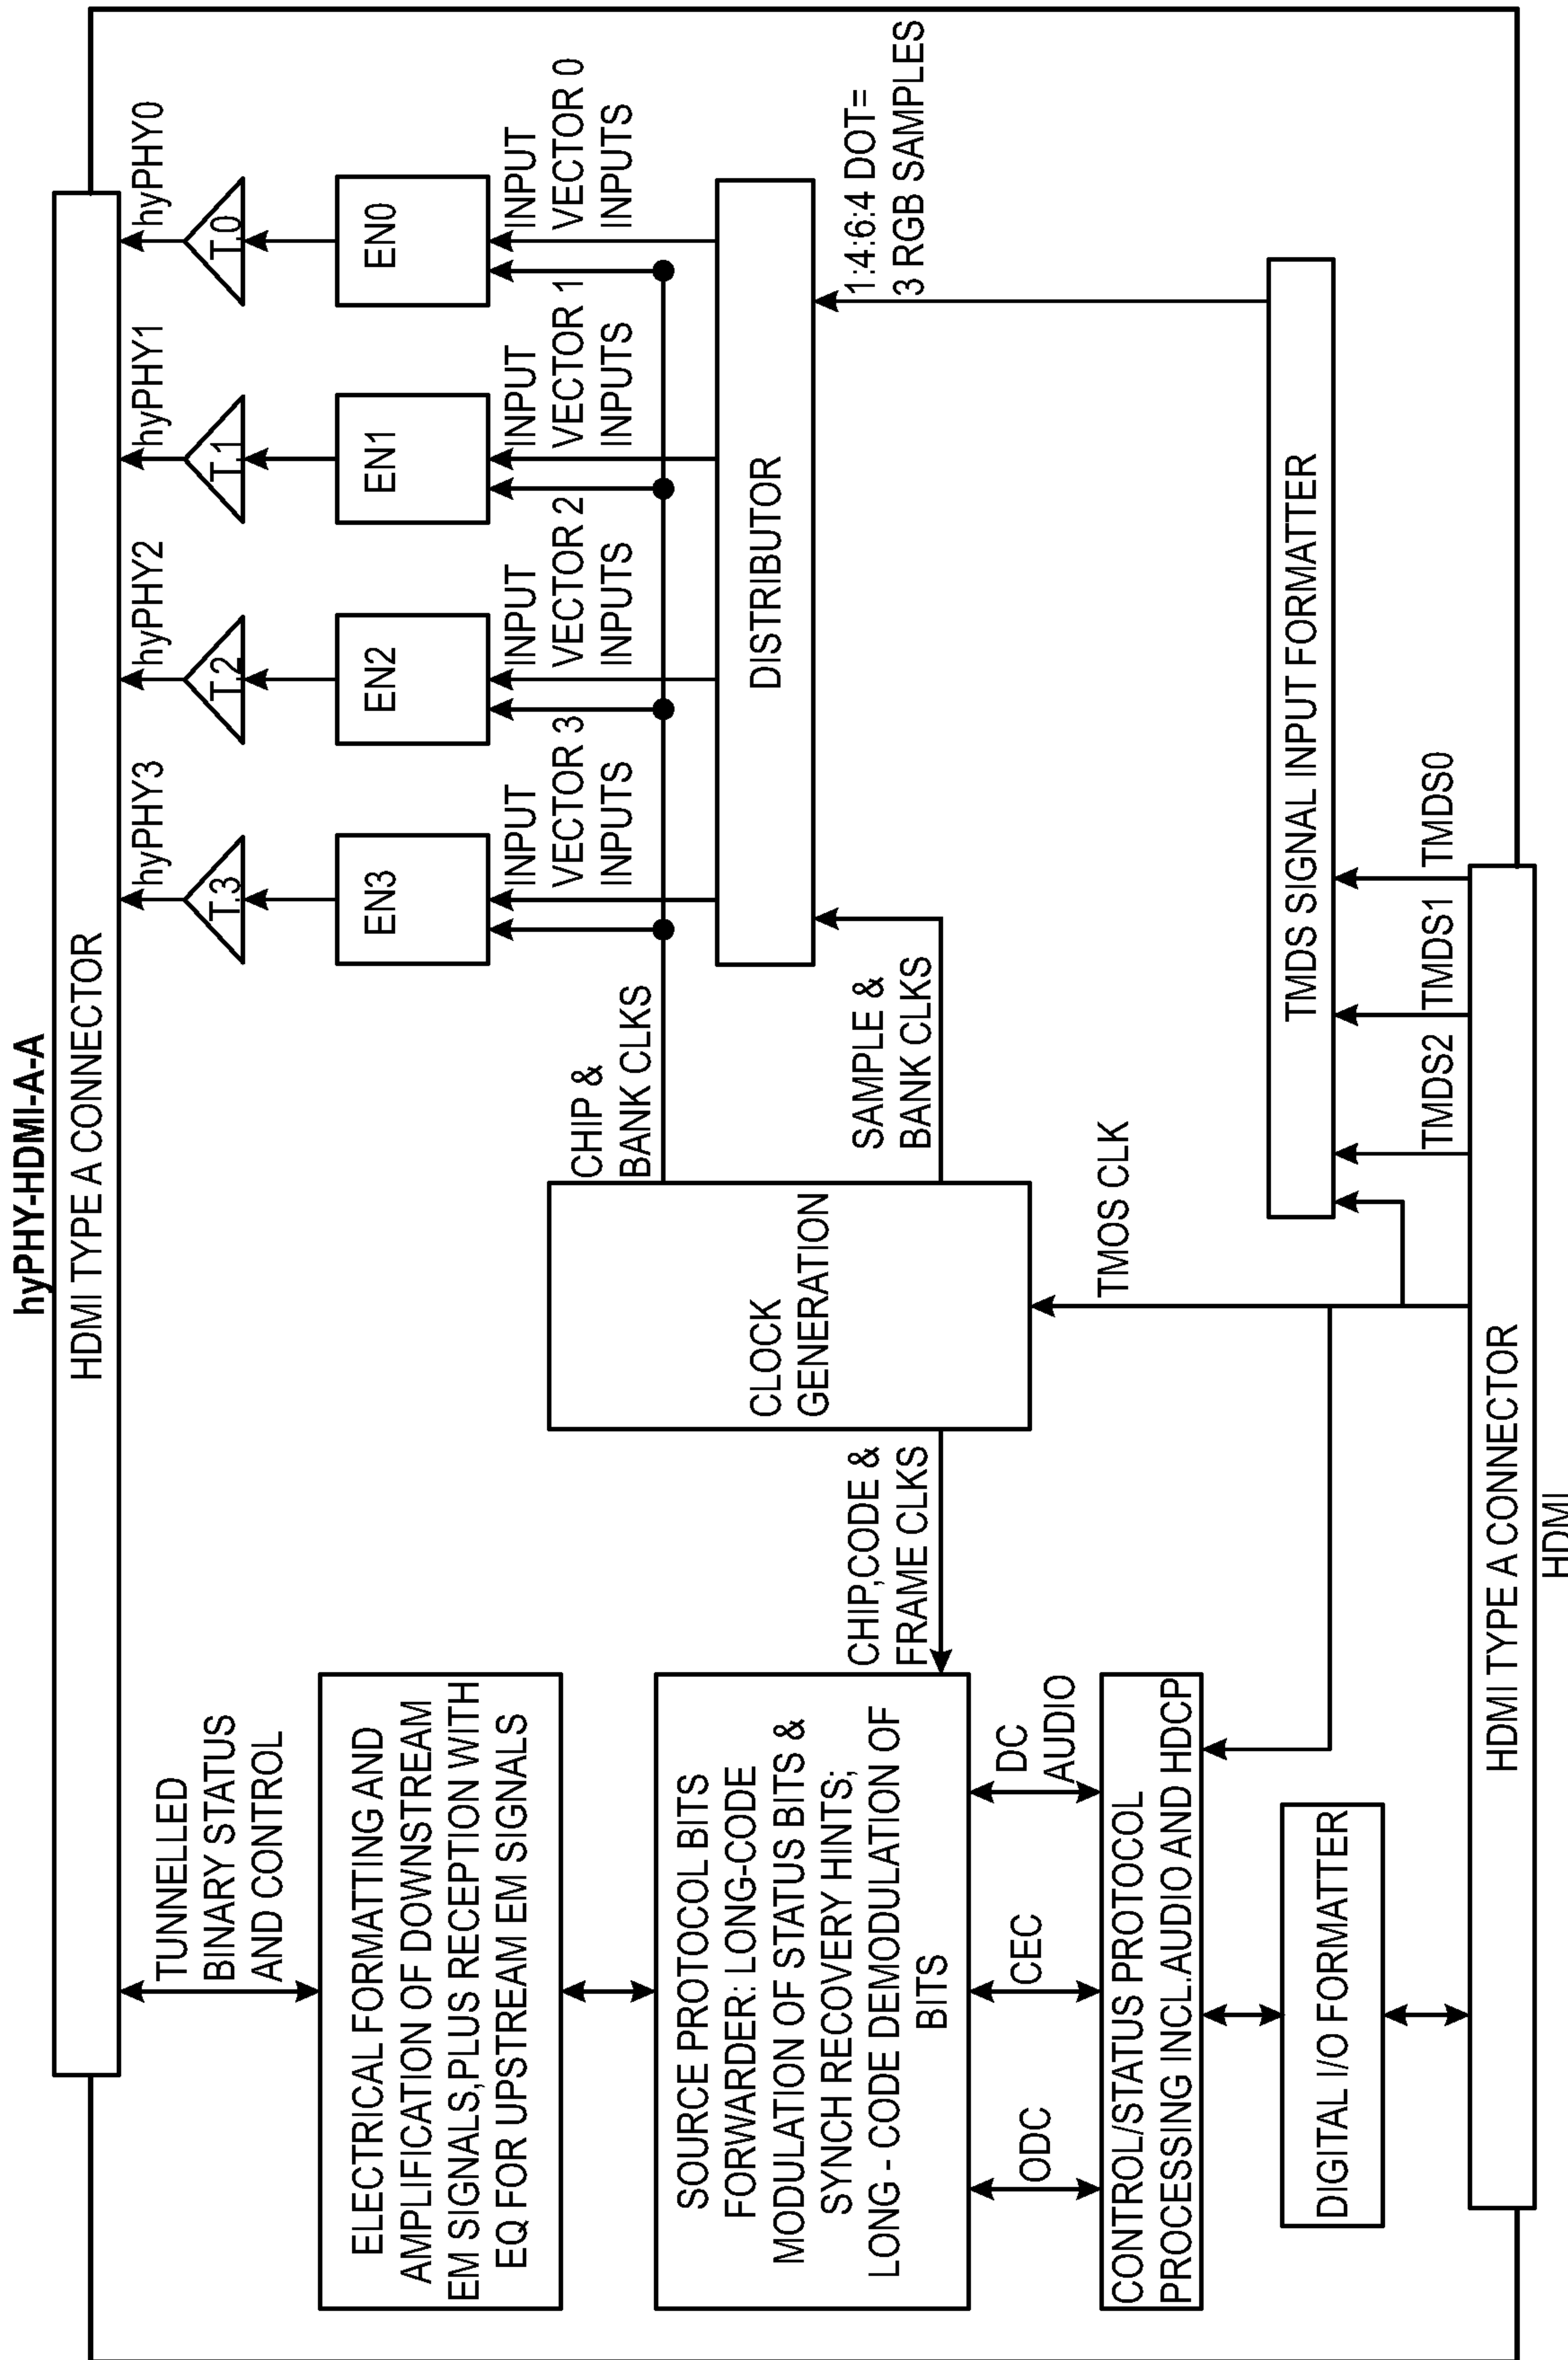 hyPHY-HDMI-A-A
HDMI TYPE A CONNECTOR
TUNNELLED
BINARY STATUS
AND CONTROL
hyPHY3
hyPHY2
hyPHY1
hyPHY0
T.3
T.2
T.1
T.0
ELECTRICAL FORMATTING AND
AMPLIFICATION OF DOWNSTREAM
EM SIGNALS,PLUS RECEPTION WITH
EQ FOR UPSTREAM EM SIGNALS
EN3
EN2
EN1
EN0
INPUT
VECTOR 3
INPUTS
INPUT
VECTOR 2
INPUTS
INPUT
VECTOR 1
INPUTS
INPUT
VECTOR 0
INPUTS
CHIP &
BANK CLKS
SOURCE PROTOCOL BITS
FORWARDER: LONG-CODE
MODULATION OF STATUS BITS &
SYNCH RECOVERY HINTS;
LONG - CODE DEMODULATION OF
BITS
CLOCK
GENERATION
DISTRIBUTOR
CHIP,CODE &
FRAME CLKS
SAMPLE &
BANK CLKS
1:4:6:4 DOT=
3 RGB SAMPLES
ODC
CEC
DC
AUDIO
TMOS CLK
CONTROL/STATUS PROTOCOL
PROCESSING INCL.AUDIO AND HDCP
TMDS SIGNAL INPUT FORMATTER
DIGITAL I/O FORMATTER
TMDS2
TMDS1
TMDS0
HDMI TYPE A CONNECTOR
HDMI